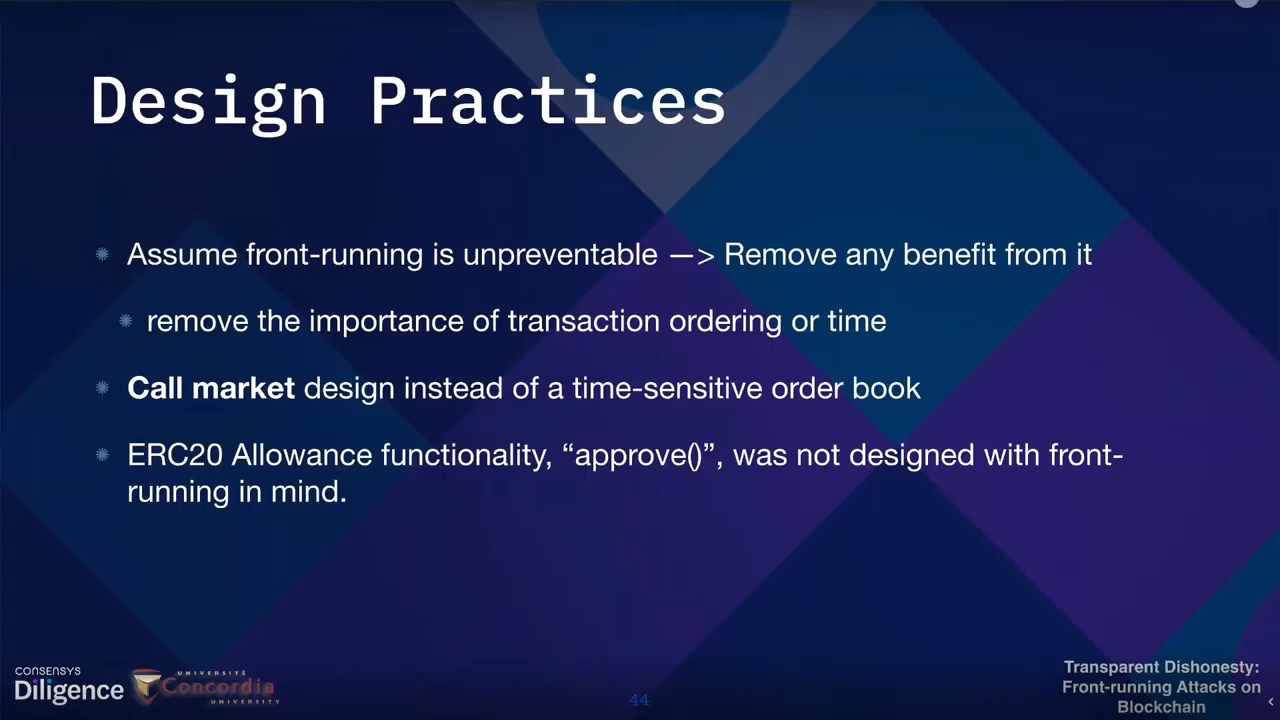 Design Practices
Assume front-running is unpreventable —> Remove any benefit from it
remove the importance of transaction ordering or time
Call market design instead of a time-sensitive order book
ERC20 Allowance functionality, “approve()”, was not designed with front-
running in mind.
CONSENSYS
Diligence
UNIVERSITÉ
Concordia
UNIVERSITY
44
Transparent Dishonesty:
Front-running Attacks on
Blockchain